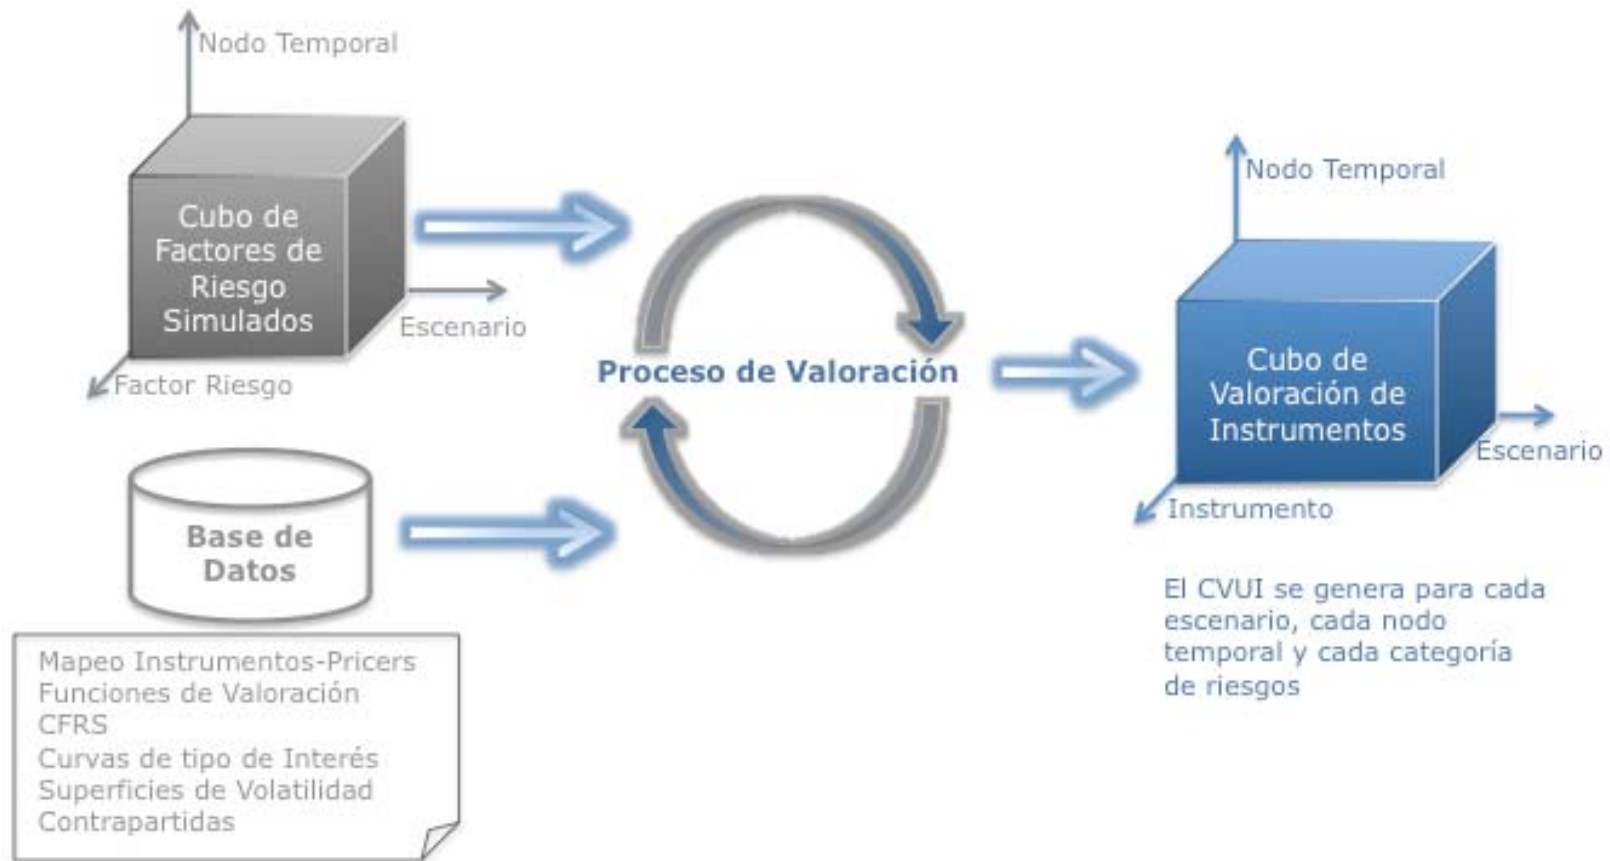 Nodo Temporal
Cubo de
Factores de
Riesgo
Simulados
Escenario
Factor Riesgo
Base de
Datos
Mapeo Instrumentos-Pricers
Funciones de Valoración
CFRS
Curvas de tipo de Interés
Superficies de Volatilidad
Contrapartidas
Proceso de Valoración
Nodo Temporal
Cubo de
Valoración de
Instrumentos
Escenario
Instrumento
El CVUI se genera para cada
escenario, cada nodo
temporal y cada categoría
de riesgos